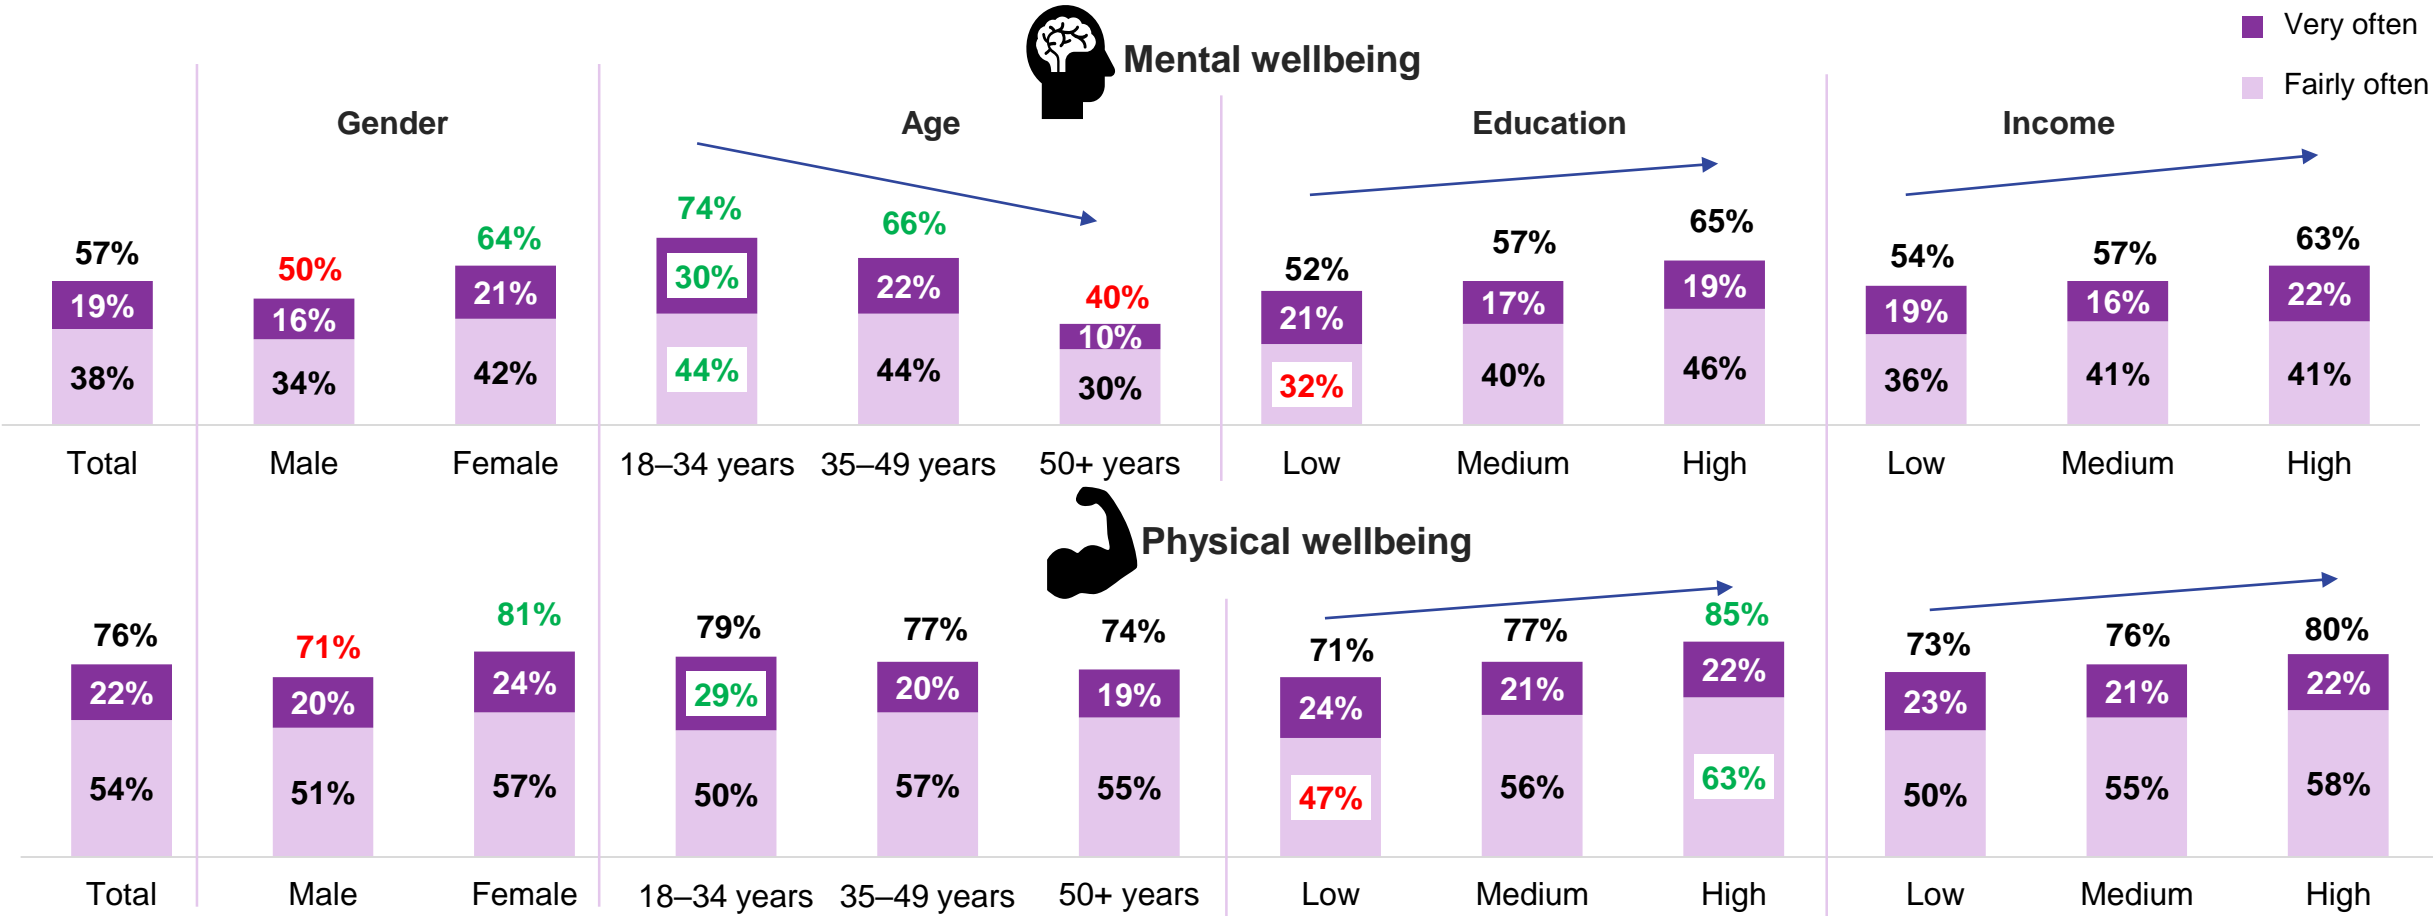 Very often
Fairly often
Mental wellbeing
Gender
Age
Education
Income
57% 50% 64% 74% 66% 40% 52% 57% 65% 54% 57% 63%
19% 16% 21% 30% 22% 10% 21% 17% 19% 19% 16% 22%
38% 34% 42% 44% 44% 30% 32% 40% 46% 36% 41% 41%
Total Male Female 18–34 years 35–49 years 50+ years Low Medium High Low Medium High
Physical wellbeing
76% 71% 81% 79% 77% 74% 71% 77% 85% 73% 76% 80%
22% 20% 24% 29% 20% 19% 24% 21% 22% 23% 21% 22%
54% 51% 57% 50% 57% 55% 47% 56% 63% 50% 55% 58%
Total Male Female 18–34 years 35–49 years 50+ years Low Medium High Low Medium High